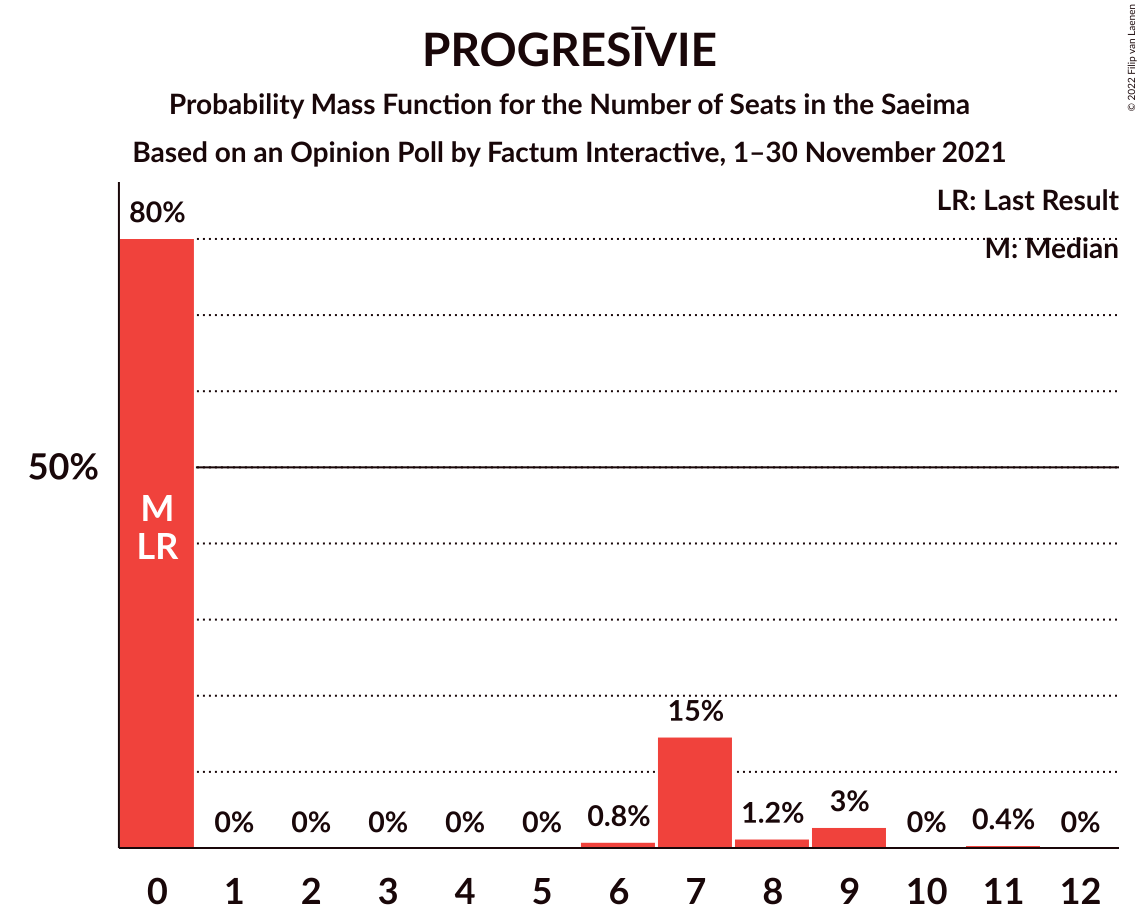 PROGRESĪVIE
Probability Mass Function for the Number of Seats in the Saeima
Based on an Opinion Poll by Factum Interactive, 1–30 November 2021
© 2022 Filip van Laenen
LR: Last Result
M: Median
80%
50%
M
LR
15%
0% 0% 0% 0% 0% 0.8% 1.2% 3% 0% 0.4% 0%
0 1 2 3 4 5 6 7 8 9 10 11 12